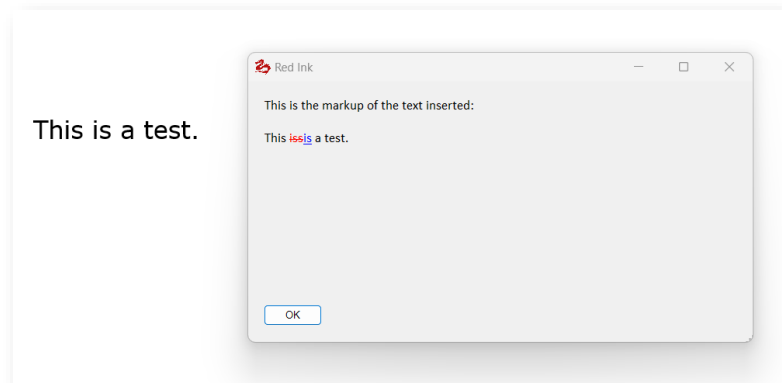 Red Ink
This is the markup of the text inserted:
This is a test.
This issis a test.
OK